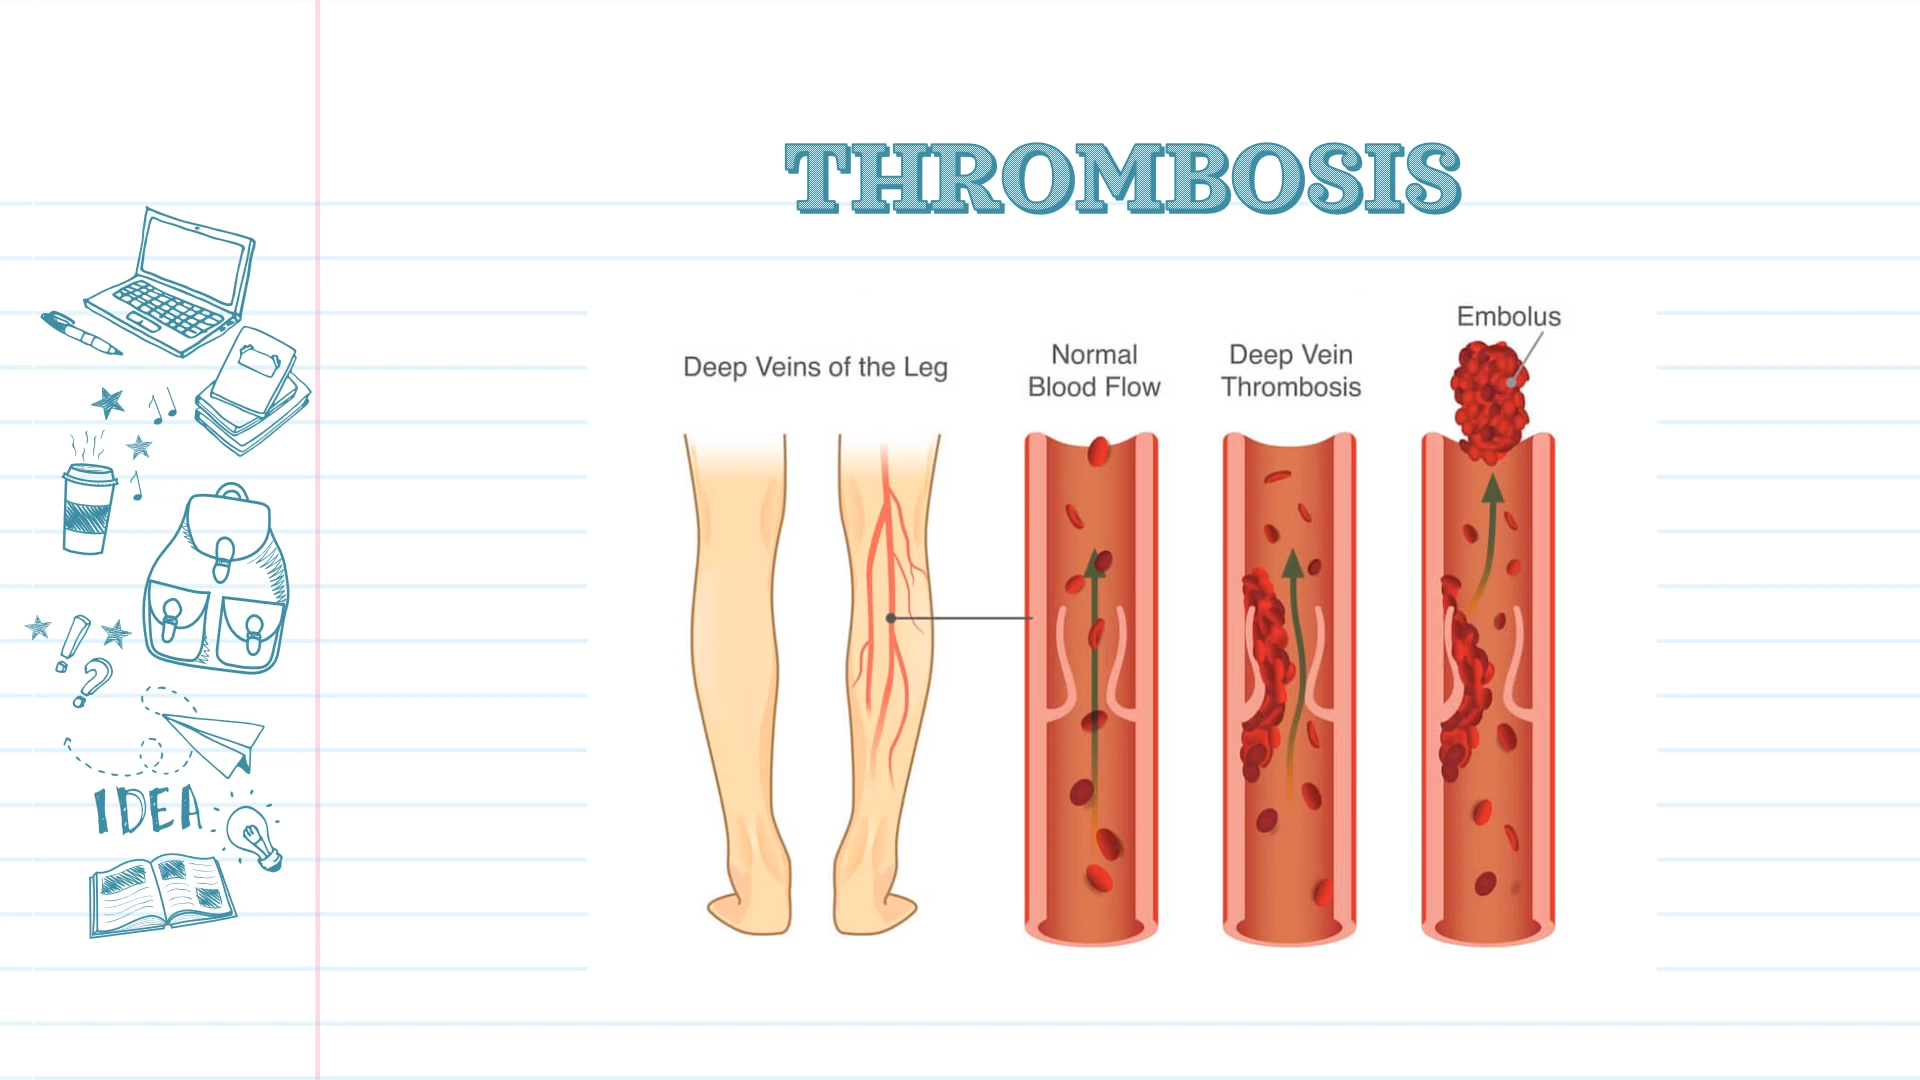 THROMBOSIS
Embolus
Deep Veins of the Leg
Normal
Blood Flow
Deep Vein
Thrombosis
IDEA